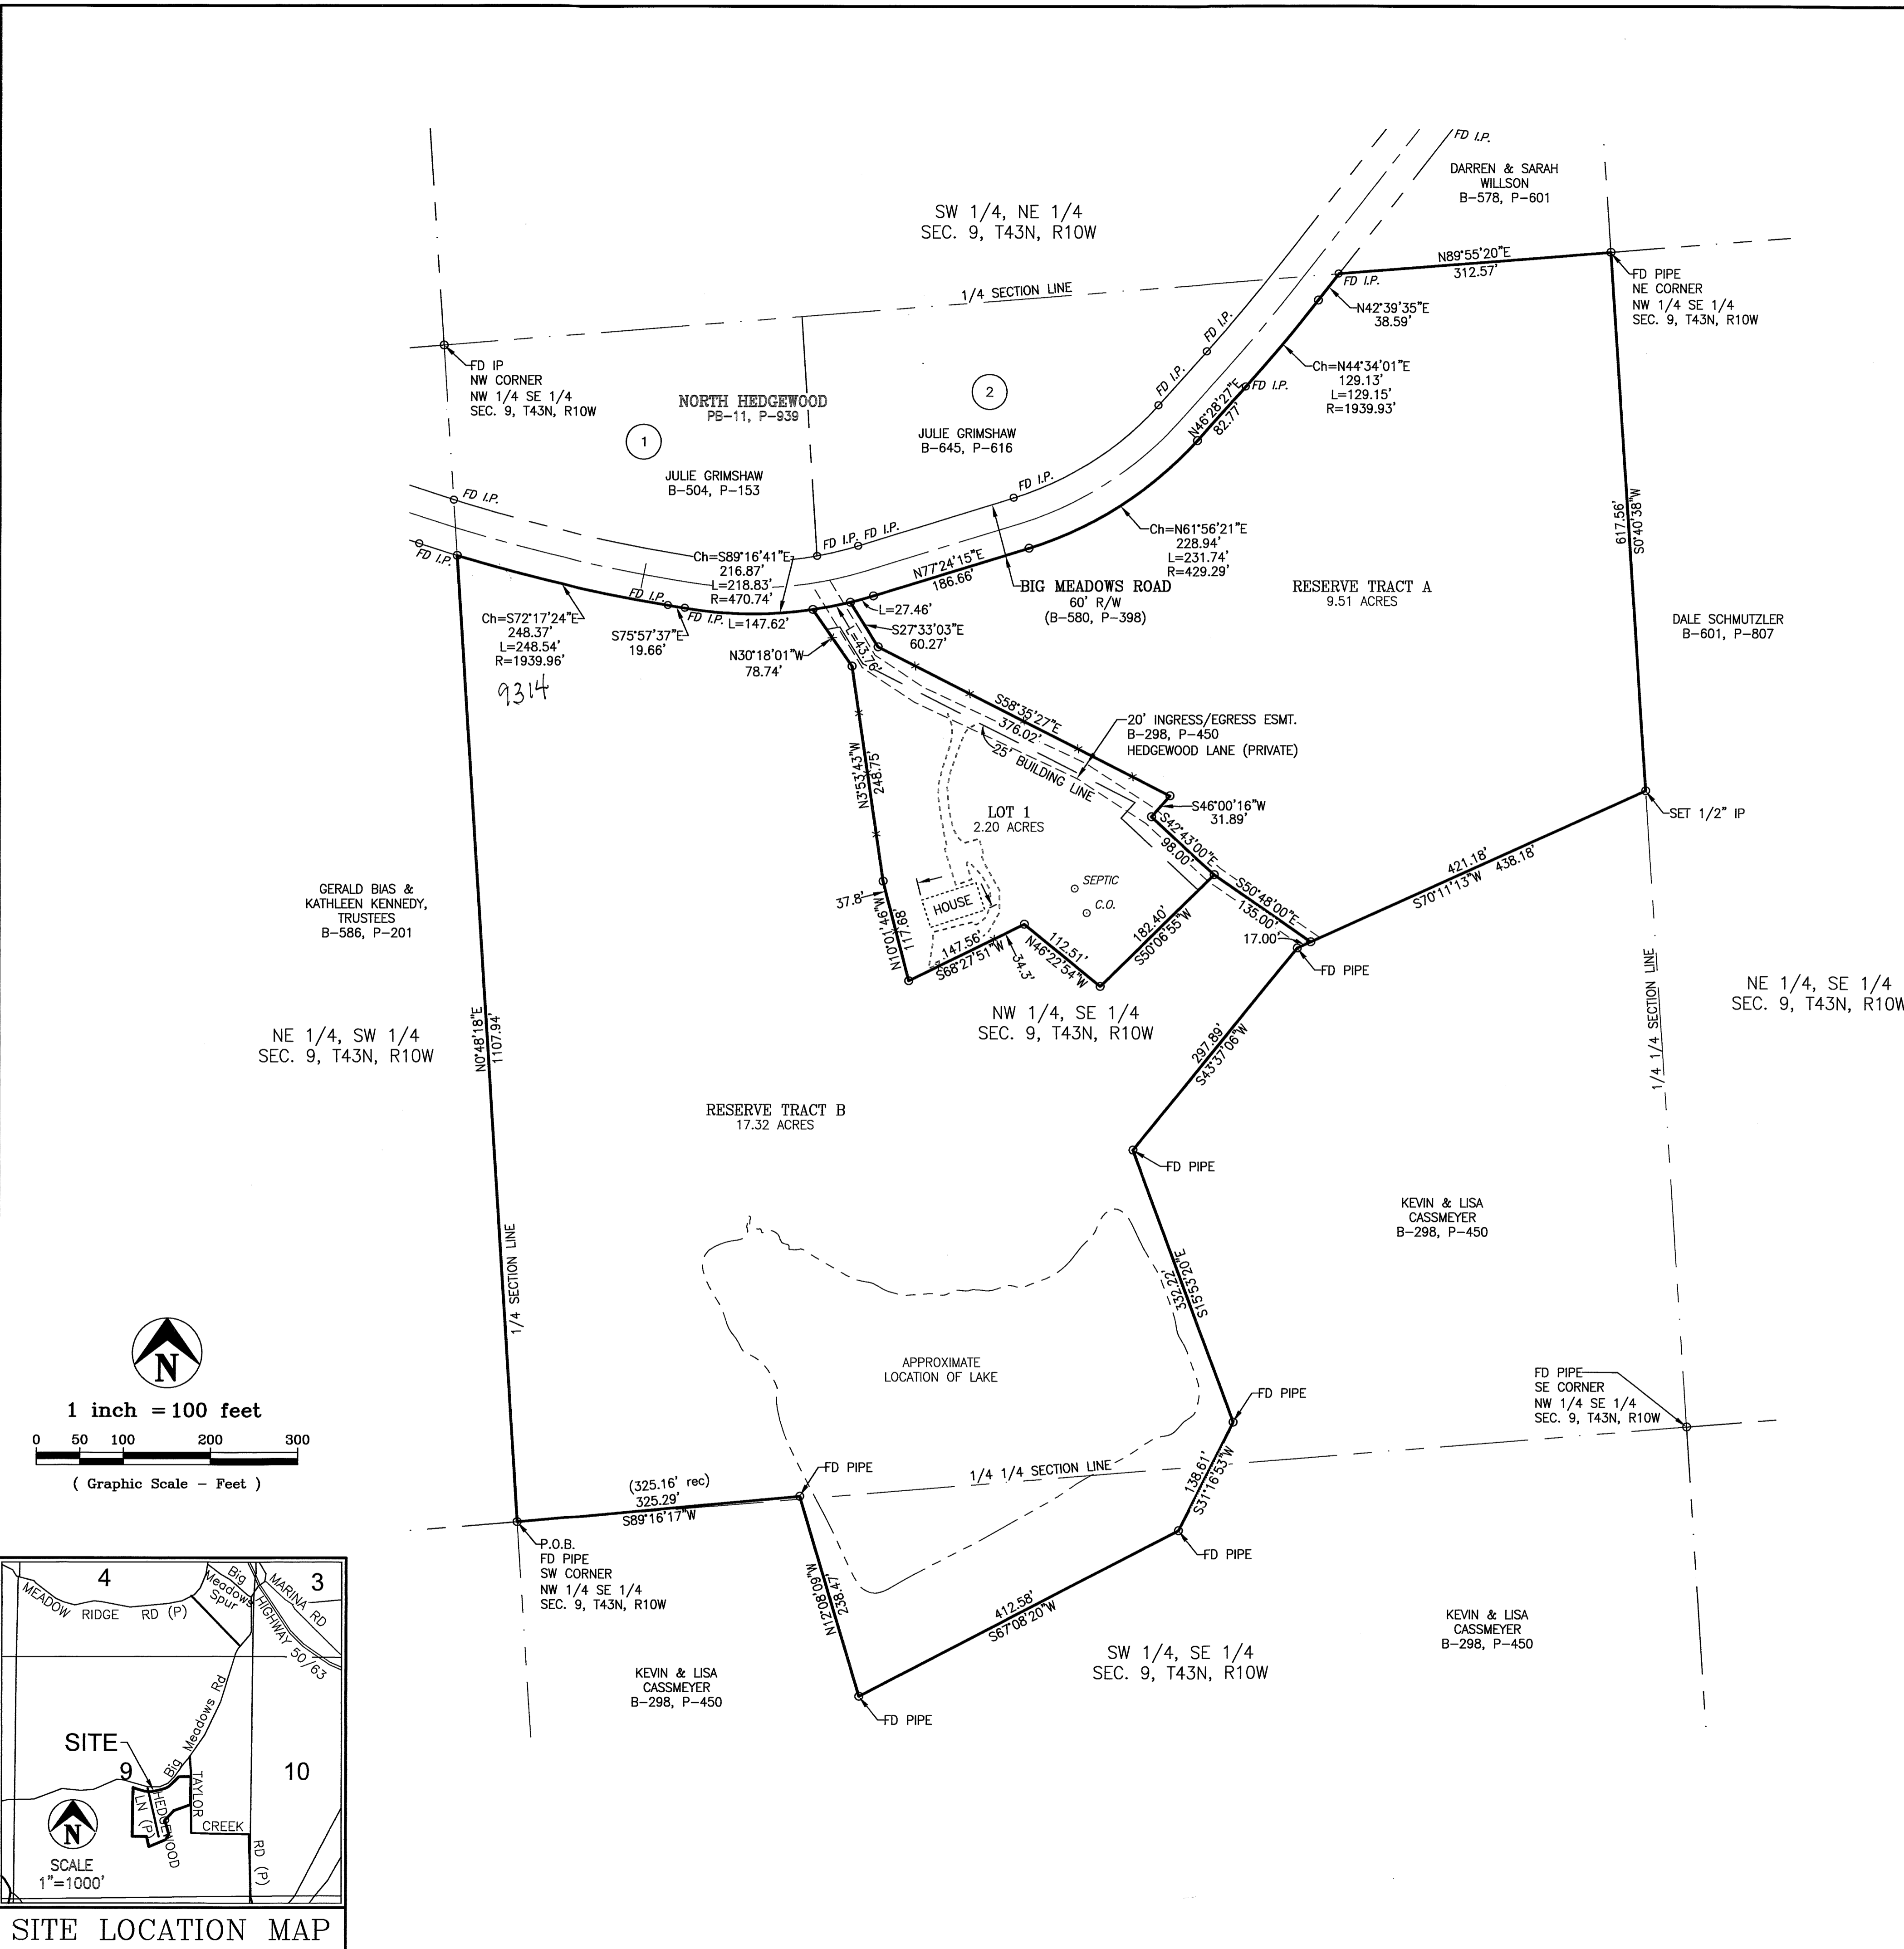 FD I.P.
DARREN & SARAH
WILLSON
B-578, P-601
SW 1/4, NE 1/4
SEC. 9, T43N, R10W
N89°55'20"E
312.57'
FD PIPE
NE CORNER
NW 1/4 SE 1/4
SEC. 9, T43N, R10W
1/4 SECTION LINE
FD I.P.
N42°39'35"E
38.59'
FD I.P.
FD IP
NW CORNER
NW 1/4 SE 1/4
SEC. 9, T43N, R10W
NORTH HEDGEWOOD
PB-11, P-939
2
FD I.P.
FD I.P.
Ch=N44°34'01"E
129.13'
L=129.15'
R=1939.93'
N46°28'27"E
82.77'
1
JULIE GRIMSHAW
B-645, P-616
JULIE GRIMSHAW
B-504, P-153
FD I.P.
FD I.P.
617.56'
S0°40'38"W
FD I.P.
FD I.P.
FD I.P.
Ch=S89°16'41"E
216.87'
L=218.83'
R=470.74'
Ch=N61°56'21"E
228.94'
L=231.74'
R=429.29'
N77°24'15"E
186.66'
BIG MEADOWS ROAD
60' R/W
(B-580, P-398)
RESERVE TRACT A
9.51 ACRES
FD I.P.
FD I.P.
L=147.62'
L=27.46'
Ch=S72°17'24"E
248.37'
L=248.54'
R=1939.96'
S75°57'37"E
19.66'
S27°33'03"E
60.27'
L=43.76'
N30°18'01"W
78.74'
DALE SCHMUTZLER
B-601, P-807
9314
S58°35'27"E
376.02'
20' INGRESS/EGRESS ESMT.
B-298, P-450
HEDGEWOOD LANE (PRIVATE)
25' BUILDING LINE
N3°53'43"W
248.75'
LOT 1
2.20 ACRES
S46°00'16"W
31.89'
SET 1/2" IP
S42°43'00"E
98.00'
421.18'
S70°11'13"W 438.18'
GERALD BIAS &
KATHLEEN KENNEDY,
TRUSTEES
B-586, P-201
37.8'
HOUSE
SEPTIC
C.O.
S50°48'00"E
135.00'
17.00'
FD PIPE
N10°01'46"W
117.68'
147.56'
S68°27'51"W
34.3'
112.51'
N46°22'54"W
182.40'
S50°06'55"W
NW 1/4, SE 1/4
SEC. 9, T43N, R10W
NE 1/4, SE 1/4
SEC. 9, T43N, R10W
NE 1/4, SW 1/4
SEC. 9, T43N, R10W
N0°48'18"E
1107.94'
297.89'
S43°37'06"W
1/4 1/4 SECTION LINE
RESERVE TRACT B
17.32 ACRES
FD PIPE
KEVIN & LISA
CASSMEYER
B-298, P-450
1/4 SECTION LINE
332.22'
S15°53'20"E
APPROXIMATE
LOCATION OF LAKE
FD PIPE
FD PIPE
SE CORNER
NW 1/4 SE 1/4
SEC. 9, T43N, R10W
N
1 inch = 100 feet
0 50 100 200 300
( Graphic Scale - Feet )
(325.16' rec)
325.29'
S89°16'17"W
FD PIPE
1/4 1/4 SECTION LINE
138.61'
S31°16'53"W
P.O.B.
FD PIPE
SW CORNER
NW 1/4 SE 1/4
SEC. 9, T43N, R10W
FD PIPE
N12°08'09"W
238.47'
412.58'
S67°08'20"W
KEVIN & LISA
CASSMEYER
B-298, P-450
SW 1/4, SE 1/4
SEC. 9, T43N, R10W
KEVIN & LISA
CASSMEYER
B-298, P-450
FD PIPE
4
3
MEADOW RIDGE RD (P)
Big
Meadows
Spur
MARINA RD
HIGHWAY 50/63
Big Meadows Rd
SITE
9
10
HEDGEWOOD
LN (P)
TAYLOR
CREEK
RD (P)
N
SCALE
1"=1000'
SITE LOCATION MAP